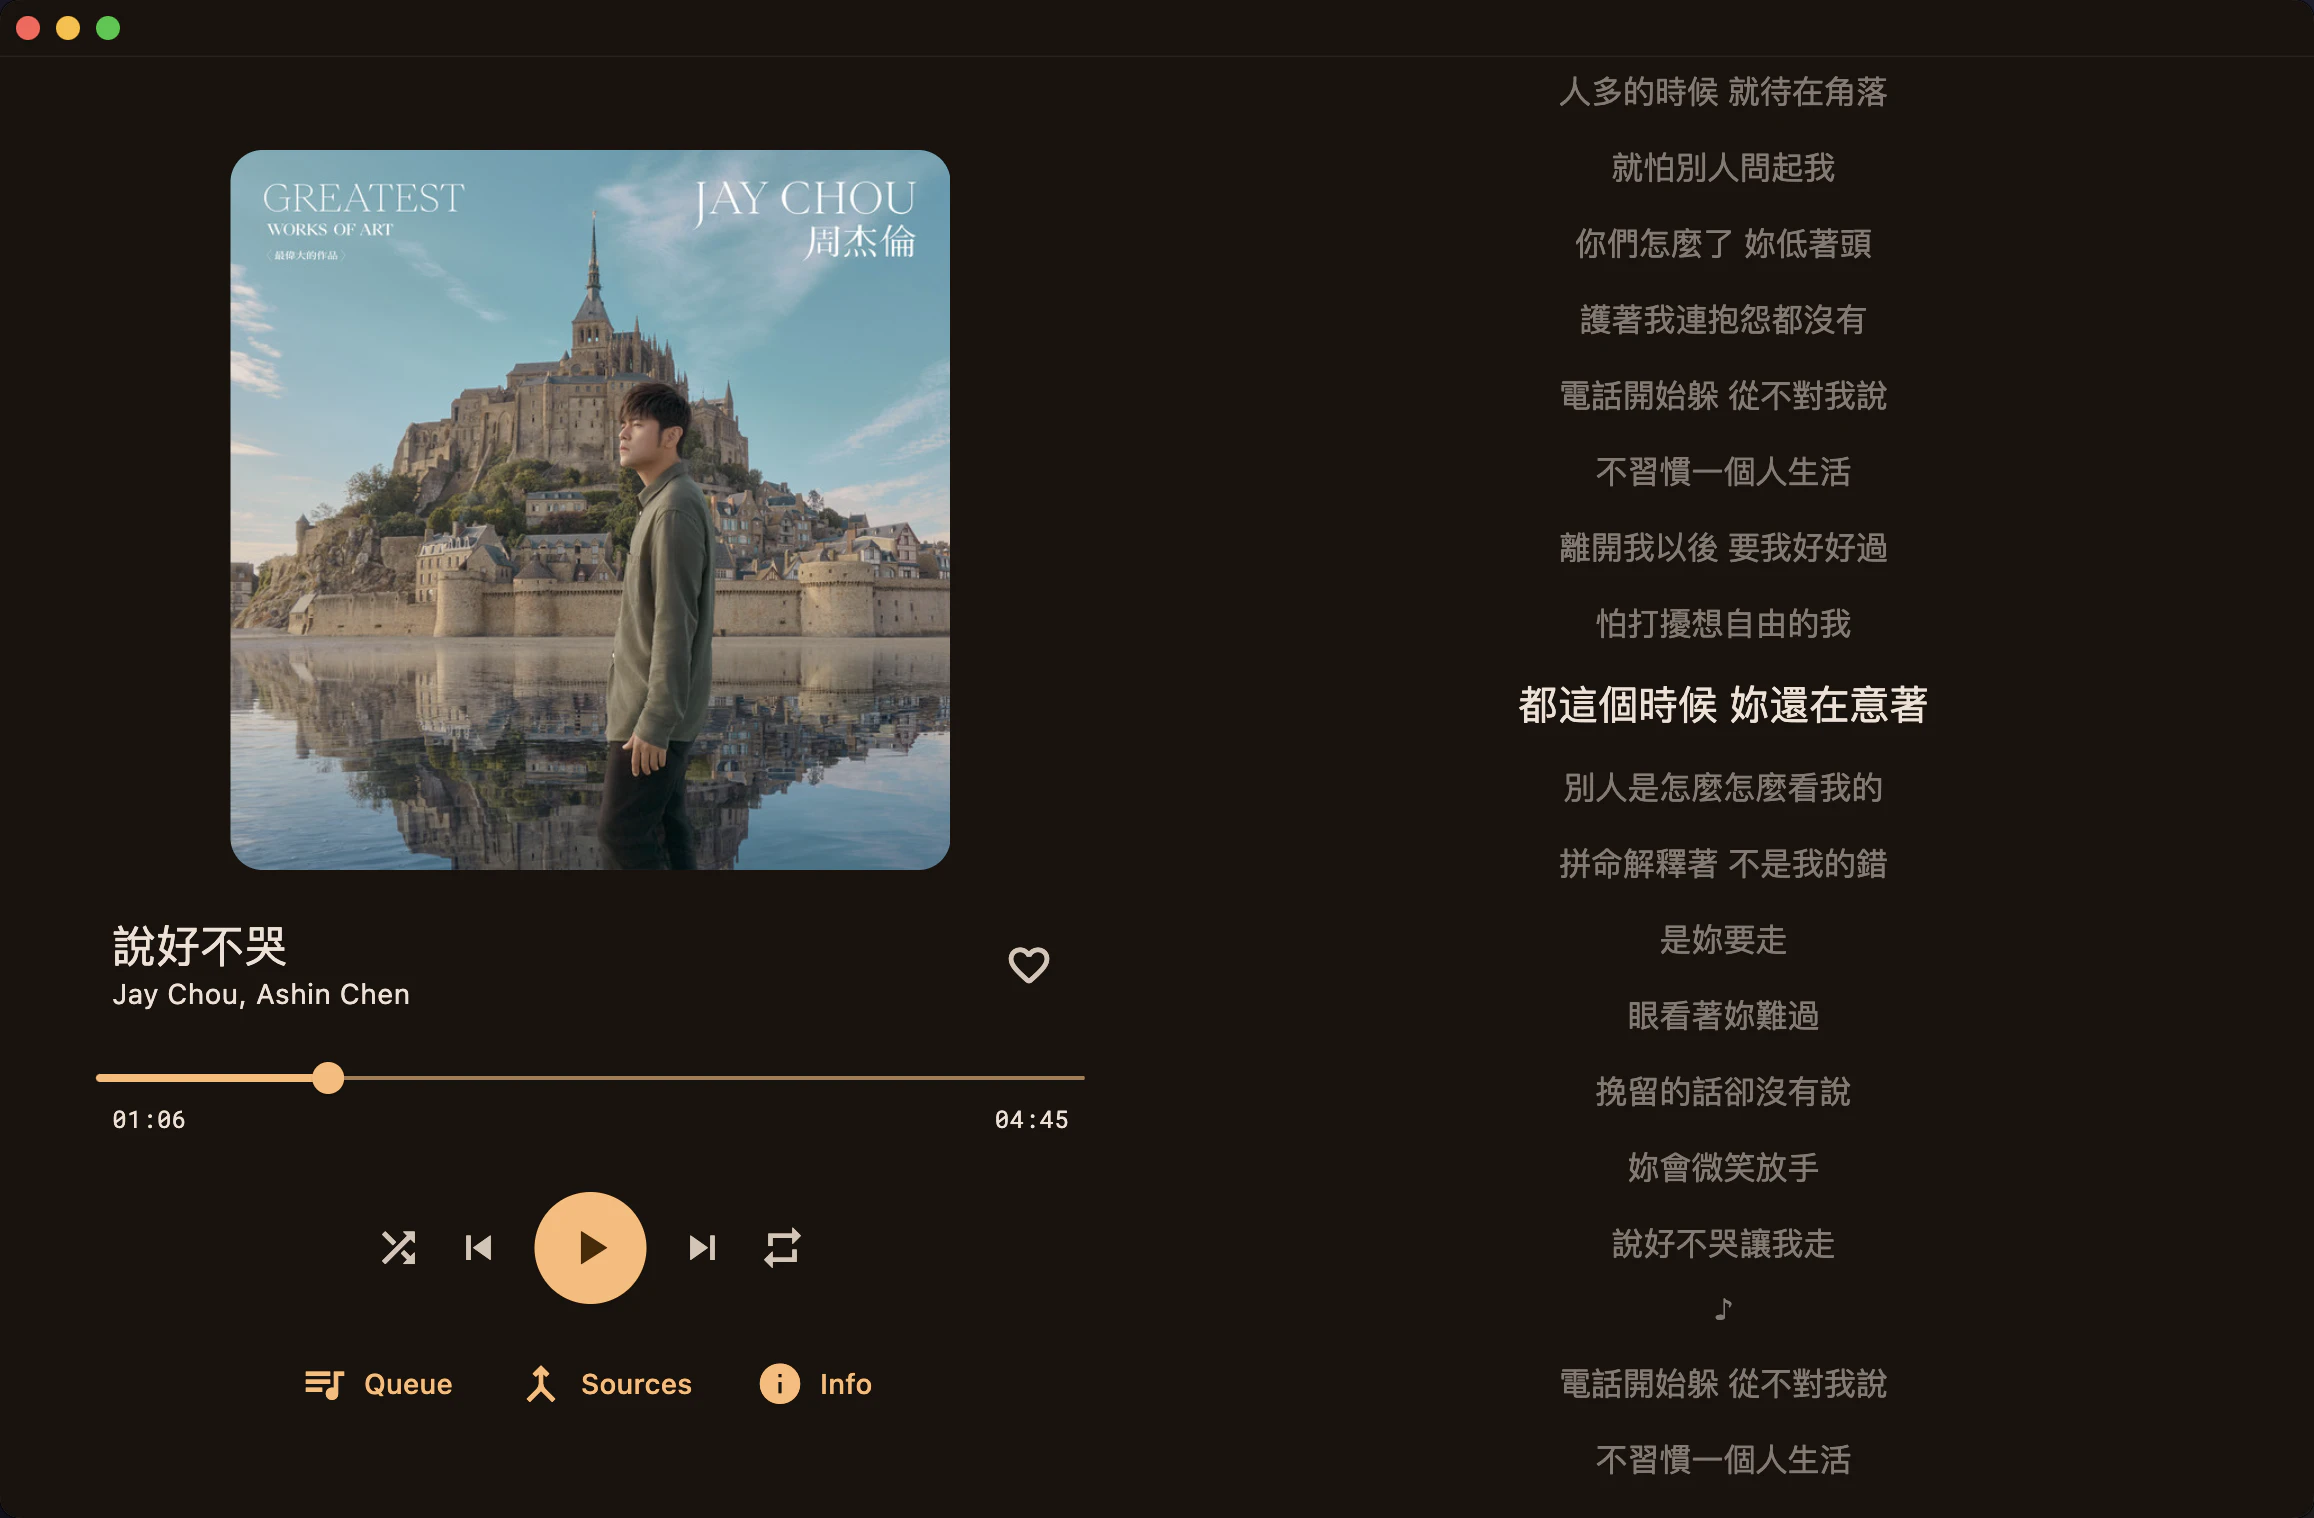 GREATEST
WORKS OF ART
〈最偉大的作品〉
JAY CHOU
周杰倫
說好不哭
Jay Chou, Ashin Chen
01:06
04:45
Queue
Sources
Info
人多的時候 就待在角落
就怕別人問起我
你們怎麼了 妳低著頭
護著我連抱怨都沒有
電話開始躲 從不對我說
不習慣一個人生活
離開我以後 要我好好過
怕打擾想自由的我
都這個時候 妳還在意著
別人是怎麼怎麼看我的
拼命解釋著 不是我的錯
是妳要走
眼看著妳難過
挽留的話卻沒有說
妳會微笑放手
說好不哭讓我走
♪
電話開始躲 從不對我說
不習慣一個人生活